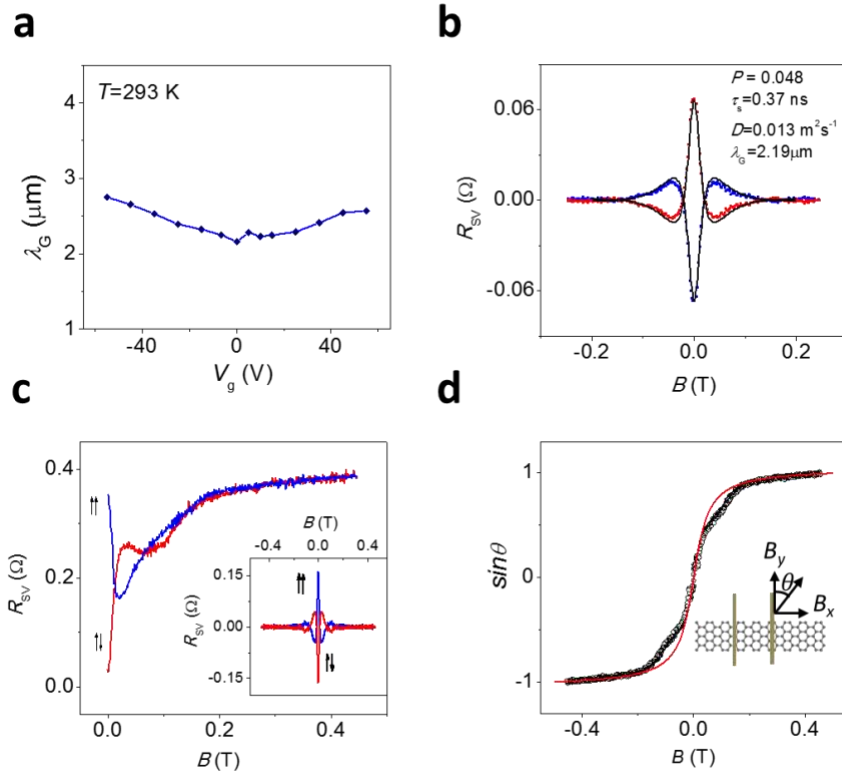 a
T=293 K
4
3
2
1
λG (μm)
-40
0
40
Vg (V)
b
P = 0.048
τs=0.37 ns
D=0.013 m²s⁻¹
λG=2.19μm
0.06
0.00
-0.06
RSV (Ω)
-0.2
0.0
0.2
B (T)
c
0.4
0.2
0.0
RSV (Ω)
↑↑
↑↓
0.0
0.2
0.4
B (T)
B (T)
-0.4
0.0
0.4
0.15
0.00
-0.15
RSV (Ω)
↑↑
↑↓
d
1
0
-1
sinθ
By
θ
Bx
-0.4
0.0
0.4
B (T)